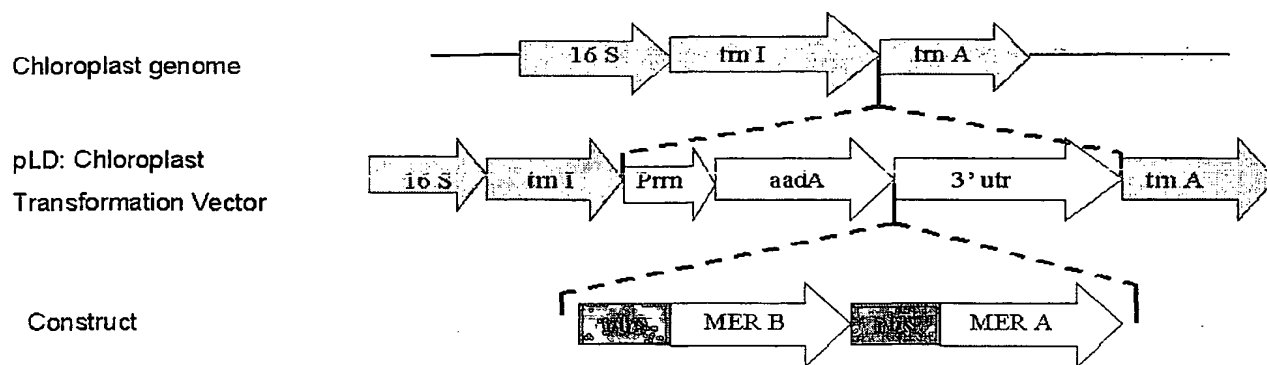 Chloroplast genome
16 S
trn I
trn A
pLD: Chloroplast
Transformation Vector
16 S
trn I
Prrn
aadA
3' utr
trn A
Construct
MER B
MER A